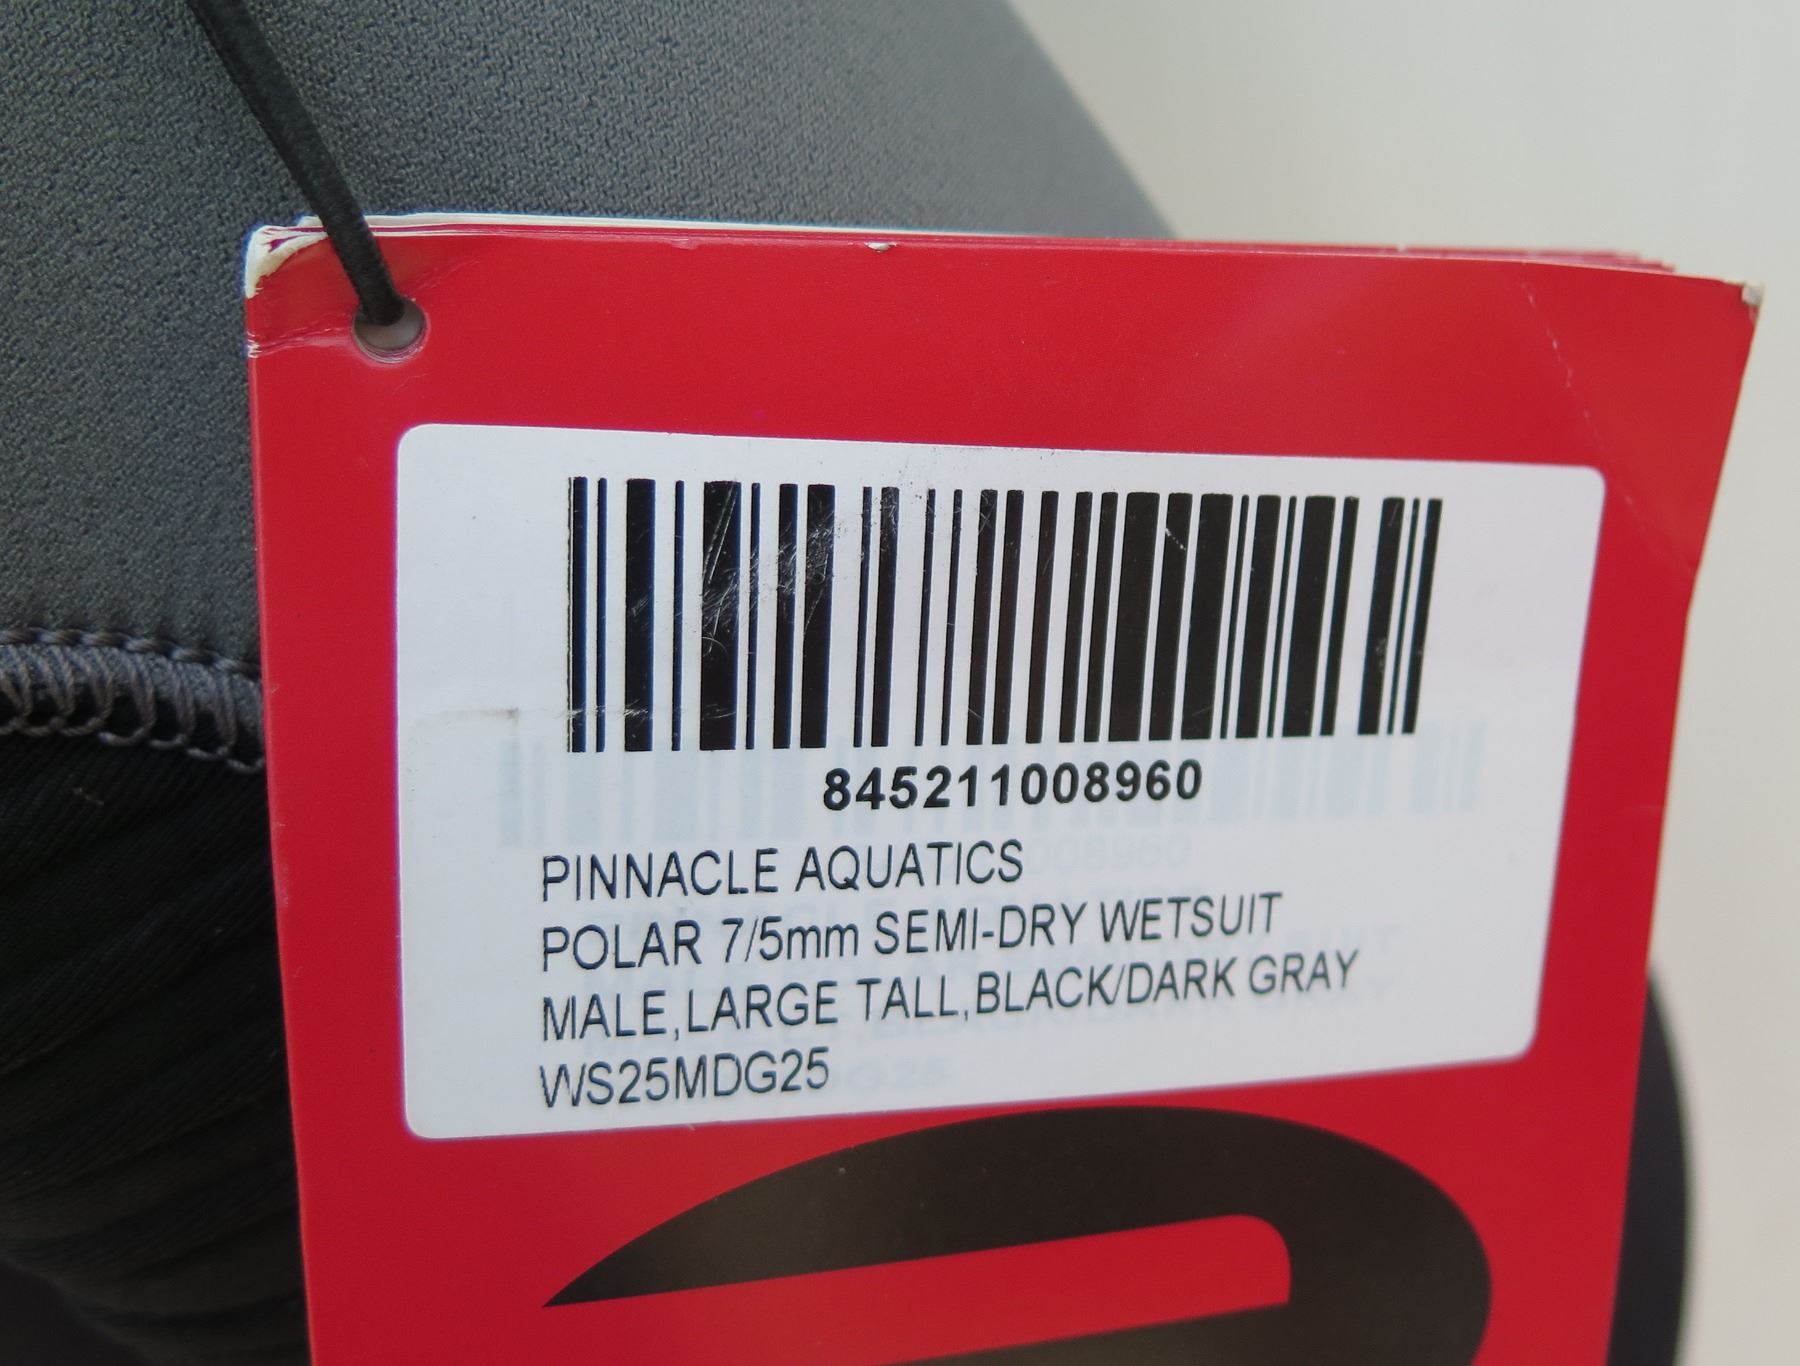 845211008960
PINNACLE AQUATICS
POLAR 7/5mm SEMI-DRY WETSUIT
MALE,LARGE TALL,BLACK/DARK GRAY
WS25MDG25